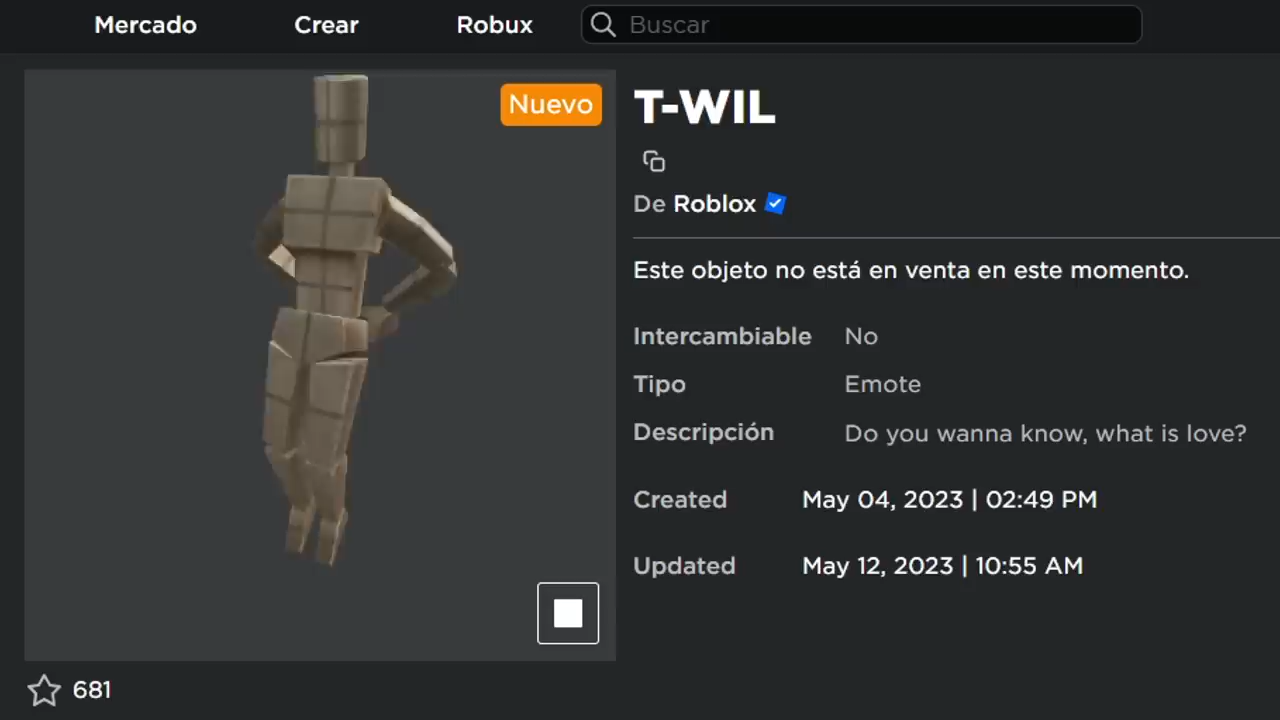 Mercado Crear Robux Buscar
Nuevo
T-WIL
De Roblox
Este objeto no está en venta en este momento.
Intercambiable No
Tipo Emote
Descripción Do you wanna know, what is love?
Created May 04, 2023 | 02:49 PM
Updated May 12, 2023 | 10:55 AM
681